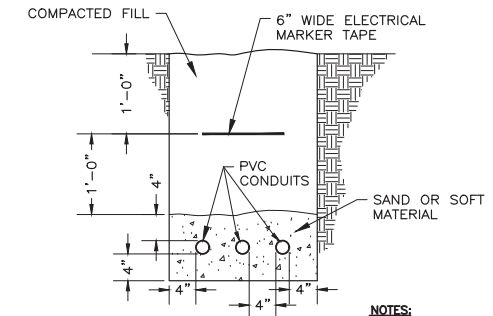 COMPACTED FILL
6" WIDE ELECTRICAL
MARKER TAPE
1'-0"
1'-0"
4"
PVC
CONDUITS
SAND OR SOFT
MATERIAL
4"
4"
4"
4"
NOTES: